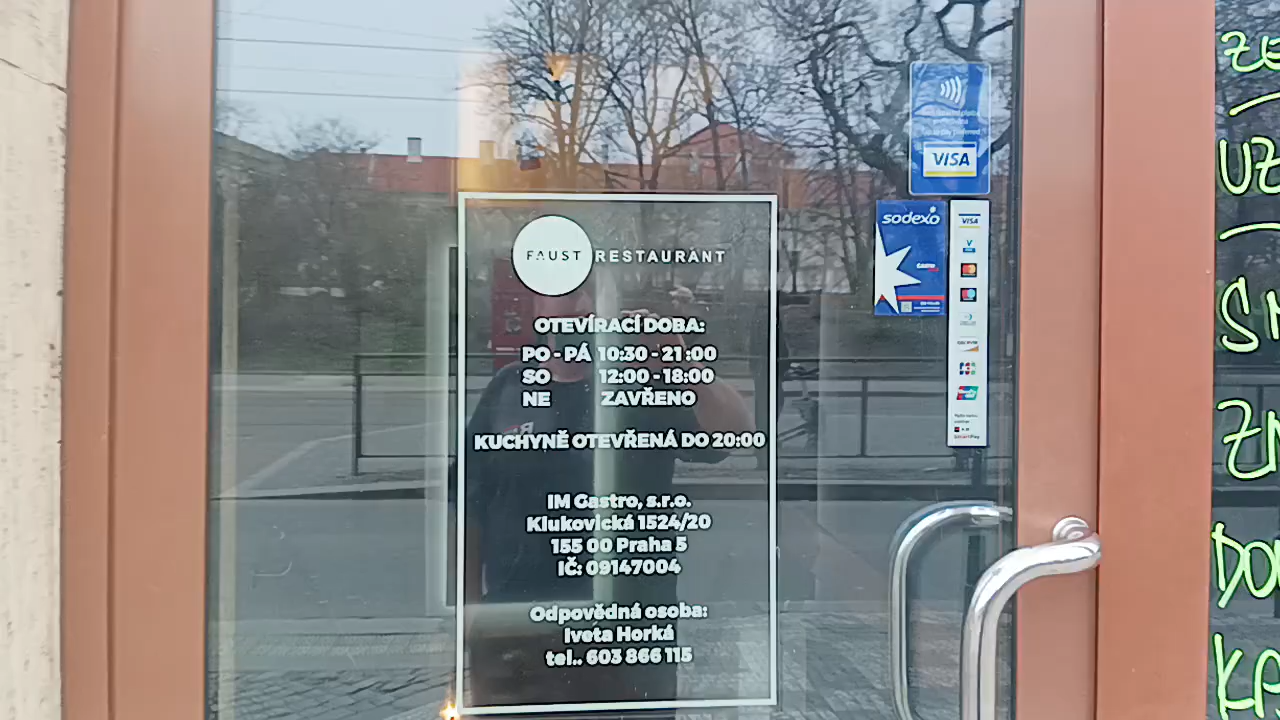 FAUST RESTAURANT
OTEVÍRACÍ DOBA:
PO - PÁ 10:30 - 21:00
SO 12:00 - 18:00
NE ZAVŘENO
KUCHYNĚ OTEVŘENÁ DO 20:00
IM Gastro, s.r.o.
Klukovická 1524/20
155 00 Praha 5
IČ: 09147004
Odpovědná osoba:
Iveta Horká
tel.. 603 866 115
VISA
sodexo
VISA
UZ
ZN